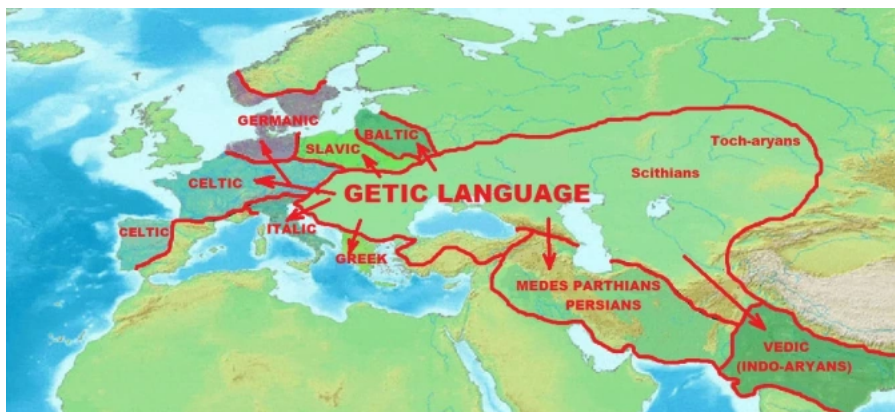 GERMANIC
SLAVIC
BALTIC
Toch-aryans
Scithians
CELTIC
GETIC LANGUAGE
CELTIC
ITALIC
GREEK
MEDES PARTHIANS
PERSIANS
VEDIC
(INDO-ARYANS)